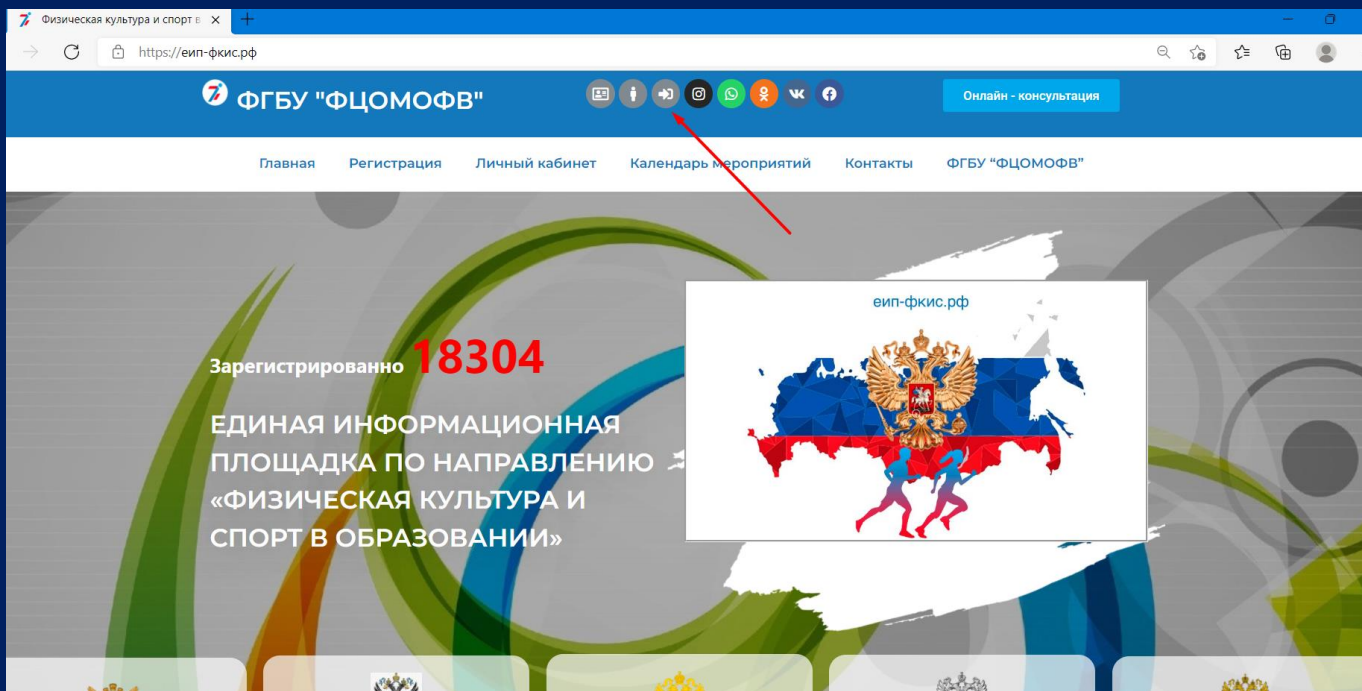 Физическая культура и спорт в
https://еип-фкис.рф
ФГБУ "ФЦОМОФВ"
Онлайн - консультация
Главная Регистрация Личный кабинет Календарь мероприятий Контакты ФГБУ “ФЦОМОФВ”
еип-фкис.рф
Зарегистрированно 18304
ЕДИНАЯ ИНФОРМАЦИОННАЯ
ПЛОЩАДКА ПО НАПРАВЛЕНИЮ
«ФИЗИЧЕСКАЯ КУЛЬТУРА И
СПОРТ В ОБРАЗОВАНИИ»